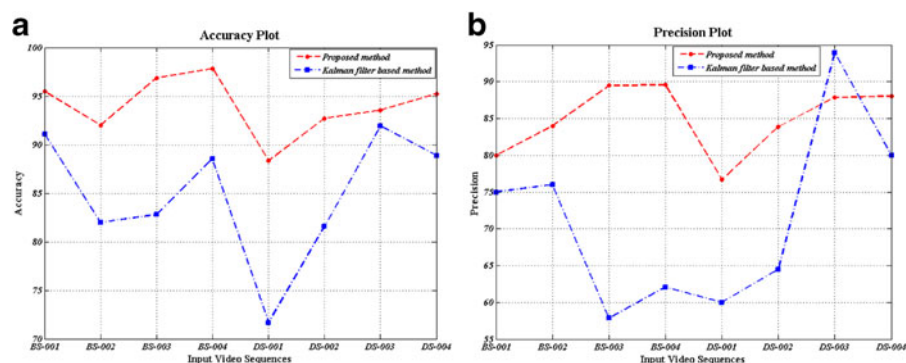 a
Accuracy Plot
Proposed method
Kalman filter based method
100
95
90
85
80
75
70
Accuracy
BS-001 BS-002 BS-003 BS-004 DS-001 DS-002 DS-003 DS-004
Input Video Sequences
b
Precision Plot
Proposed method
Kalman filter based method
95
90
85
80
75
65
60
55
Precision
BS-001 BS-002 BS-003 BS-004 DS-001 DS-002 DS-003 DS-004
Input Video Sequences